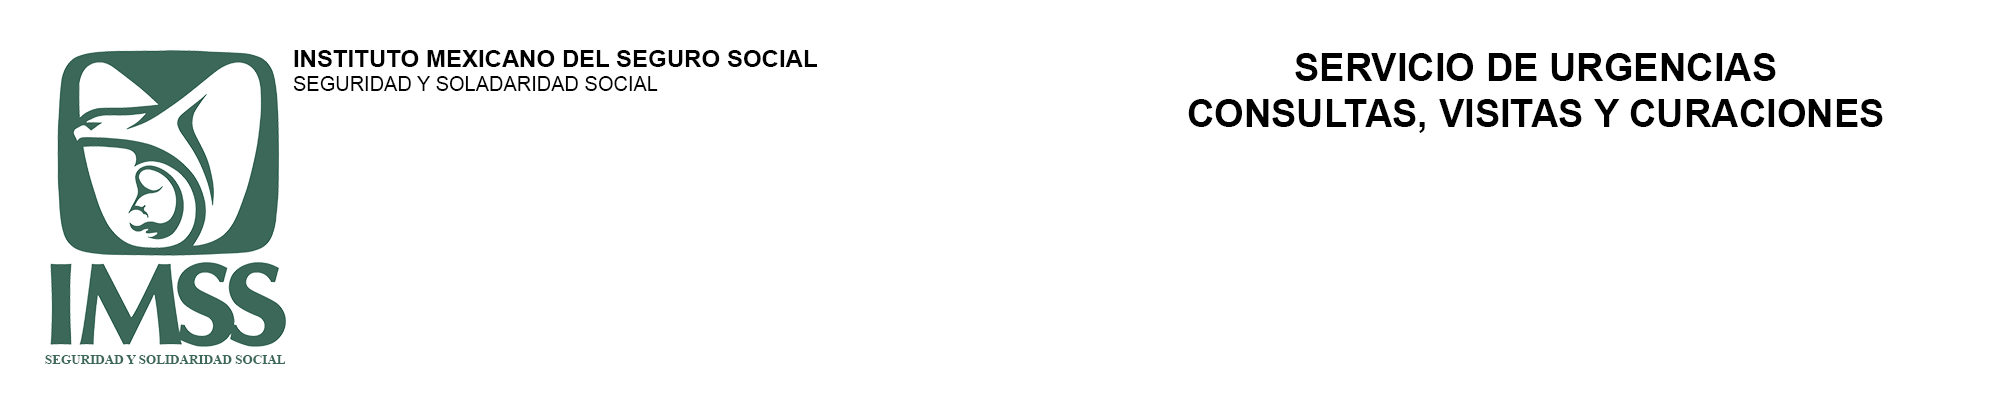 INSTITUTO MEXICANO DEL SEGURO SOCIAL
SEGURIDAD Y SOLADARIDAD SOCIAL
SERVICIO DE URGENCIAS
CONSULTAS, VISITAS Y CURACIONES
IMSS
SEGURIDAD Y SOLIDARIDAD SOCIAL